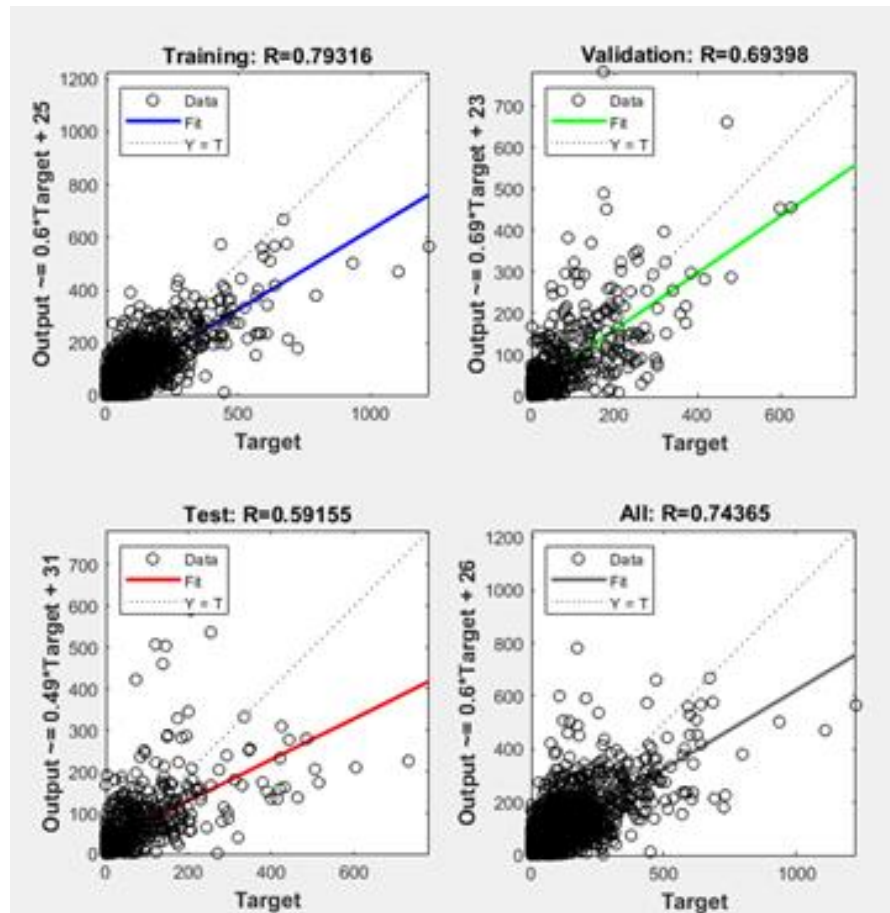 Training: R=0.79316
Output ~= 0.6*Target + 25
1200
1000
800
600
400
200
0
Data
Fit
Y = T
0
500
1000
Target
Validation: R=0.69398
Output ~= 0.69*Target + 23
700
600
500
400
300
200
100
0
Data
Fit
Y = T
0
200
400
600
Target
Test: R=0.59155
Output ~= 0.49*Target + 31
700
600
500
400
300
200
100
0
Data
Fit
Y = T
0
200
400
600
Target
All: R=0.74365
Output ~= 0.6*Target + 26
1200
1000
800
600
400
200
0
Data
Fit
Y = T
0
500
1000
Target